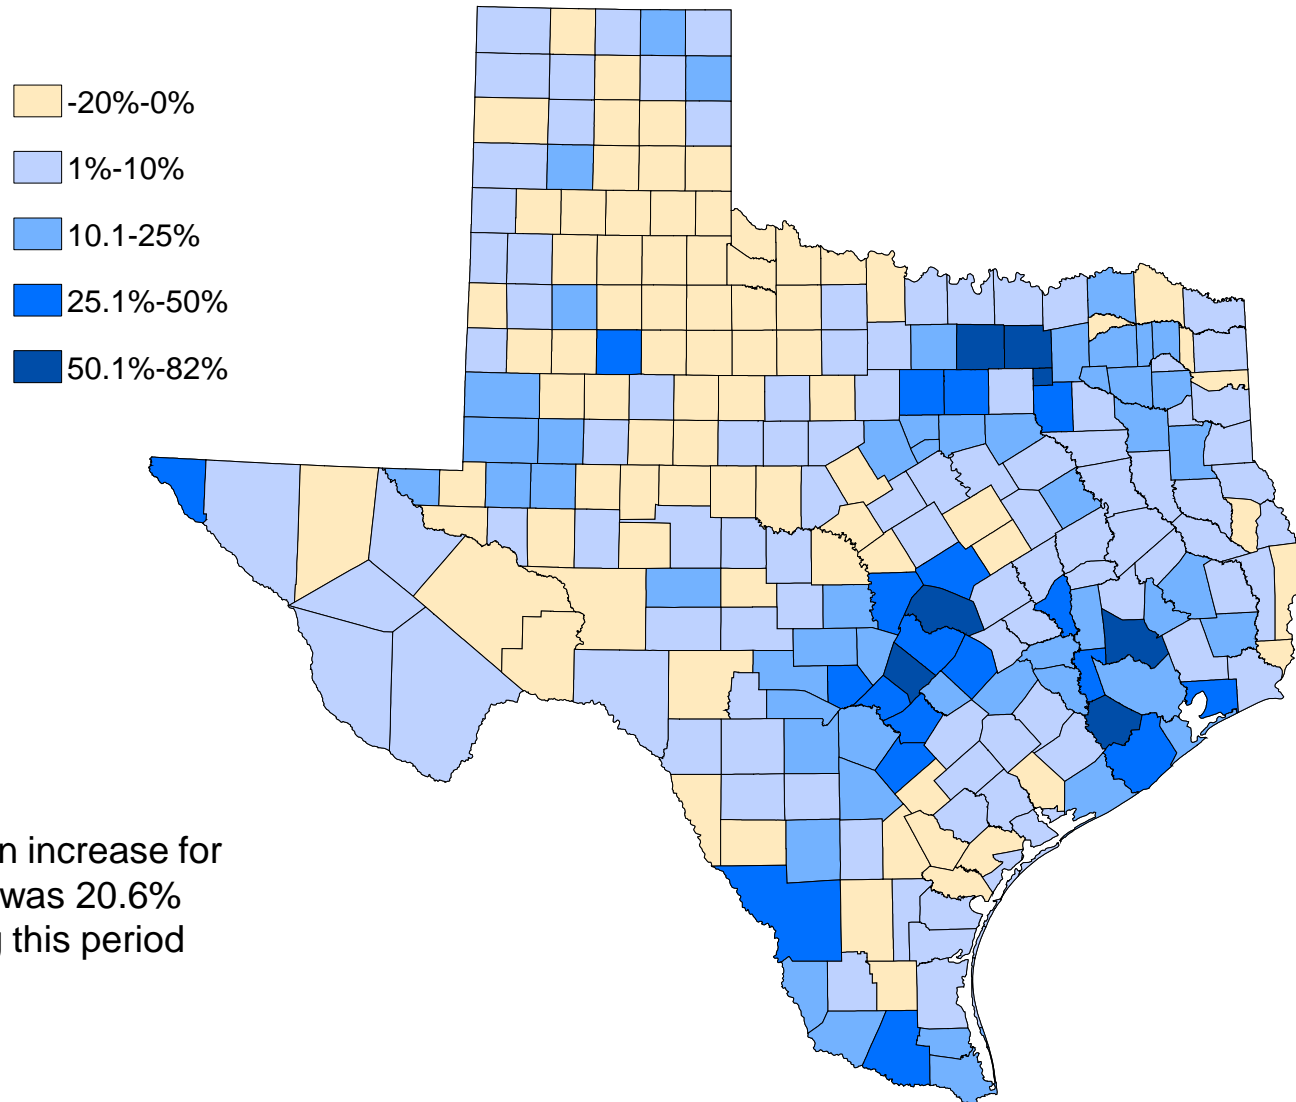 -20%-0%
1%-10%
10.1-25%
25.1%-50%
50.1%-82%
n increase for
was 20.6%
this period